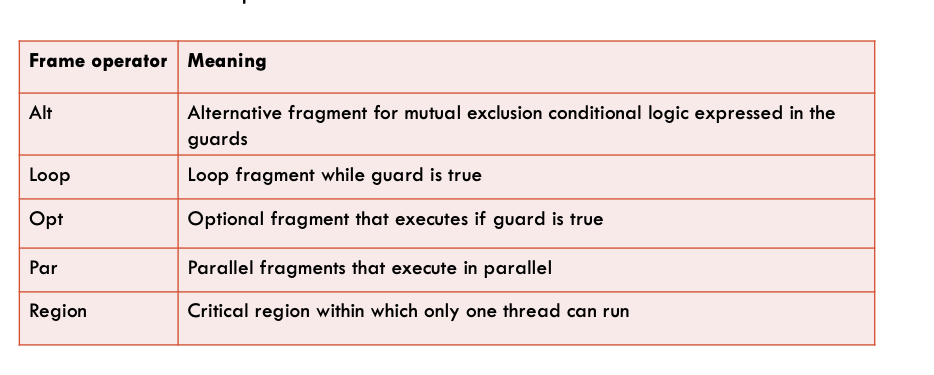 Frame operator Meaning
Alt Alternative fragment for mutual exclusion conditional logic expressed in the
guards
Loop Loop fragment while guard is true
Opt Optional fragment that executes if guard is true
Par Parallel fragments that execute in parallel
Region Critical region within which only one thread can run